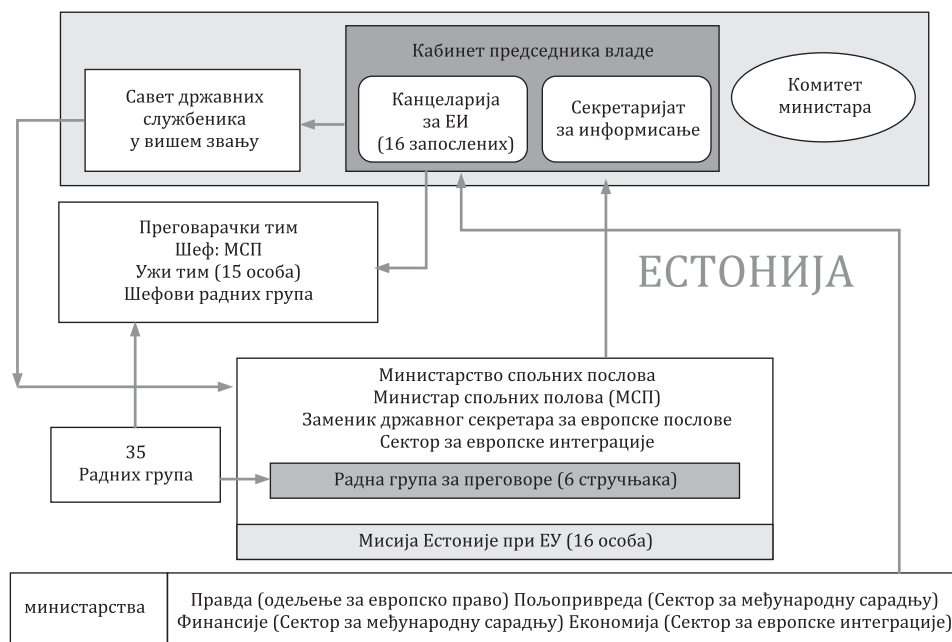 Кабинет председника владе
Савет државних
службеника
у вишем звању
Канцеларија
за ЕИ
(16 запослених)
Секретаријат
за информисање
Комитет
министара
Преговарачки тим
Шеф: МСП
Ужи тим (15 особа)
Шефови радних група
ЕСТОНИЈА
Министарство спољних послова
Министар спољних полова (МСП)
Заменик државног секретара за европске послове
Сектор за европске интеграције
35
Радних група
Радна група за преговоре (6 стручњака)
Мисија Естоније при ЕУ (16 особа)
министарства
Правда (одељење за европско право) Пољопривреда (Сектор за међународну сарадњу)
Финансије (Сектор за међународну сарадњу) Економија (Сектор за европске интеграције)